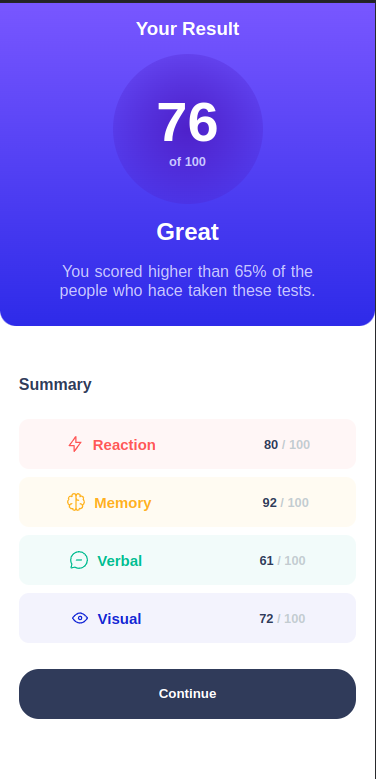 Your Result
76
of 100
Great
You scored higher than 65% of the
people who hace taken these tests.
Summary
Reaction 80 / 100
Memory 92 / 100
Verbal 61 / 100
Visual 72 / 100
Continue